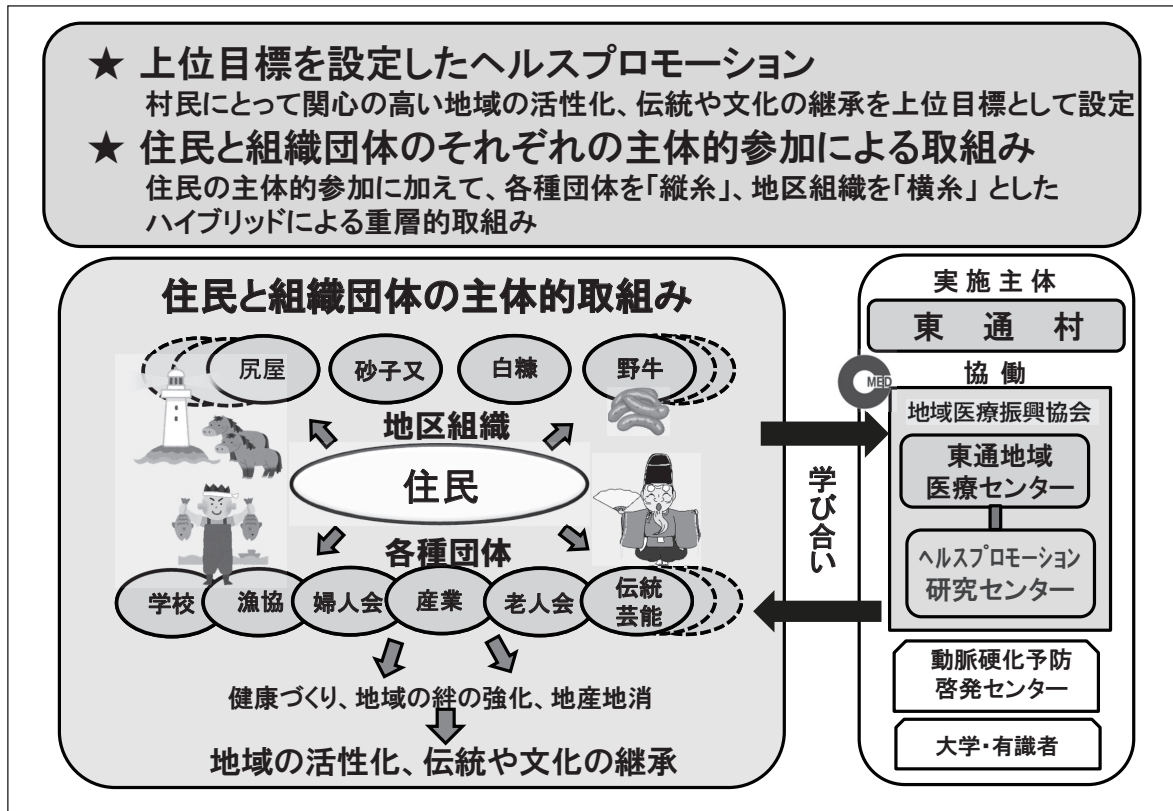 ★ 上位目標を設定したヘルスプロモーション
村民にとって関心の高い地域の活性化、伝統や文化の継承を上位目標として設定
★ 住民と組織団体のそれぞれの主体的参加による取組み
住民の主体的参加に加えて、各種団体を「縦糸」、地区組織を「横糸」とした
ハイブリッドによる重層的取組み
住民と組織団体の主体的取組み
尻屋
砂子又
白糠
野牛
地区組織
住民
各種団体
学校
漁協
婦人会
産業
老人会
伝統
芸能
健康づくり、地域の絆の強化、地産地消
地域の活性化、伝統や文化の継承
学び合い
実施主体
東通村
協働
CMED
地域医療振興協会
東通地域
医療センター
ヘルスプロモーション
研究センター
動脈硬化予防
啓発センター
大学・有識者